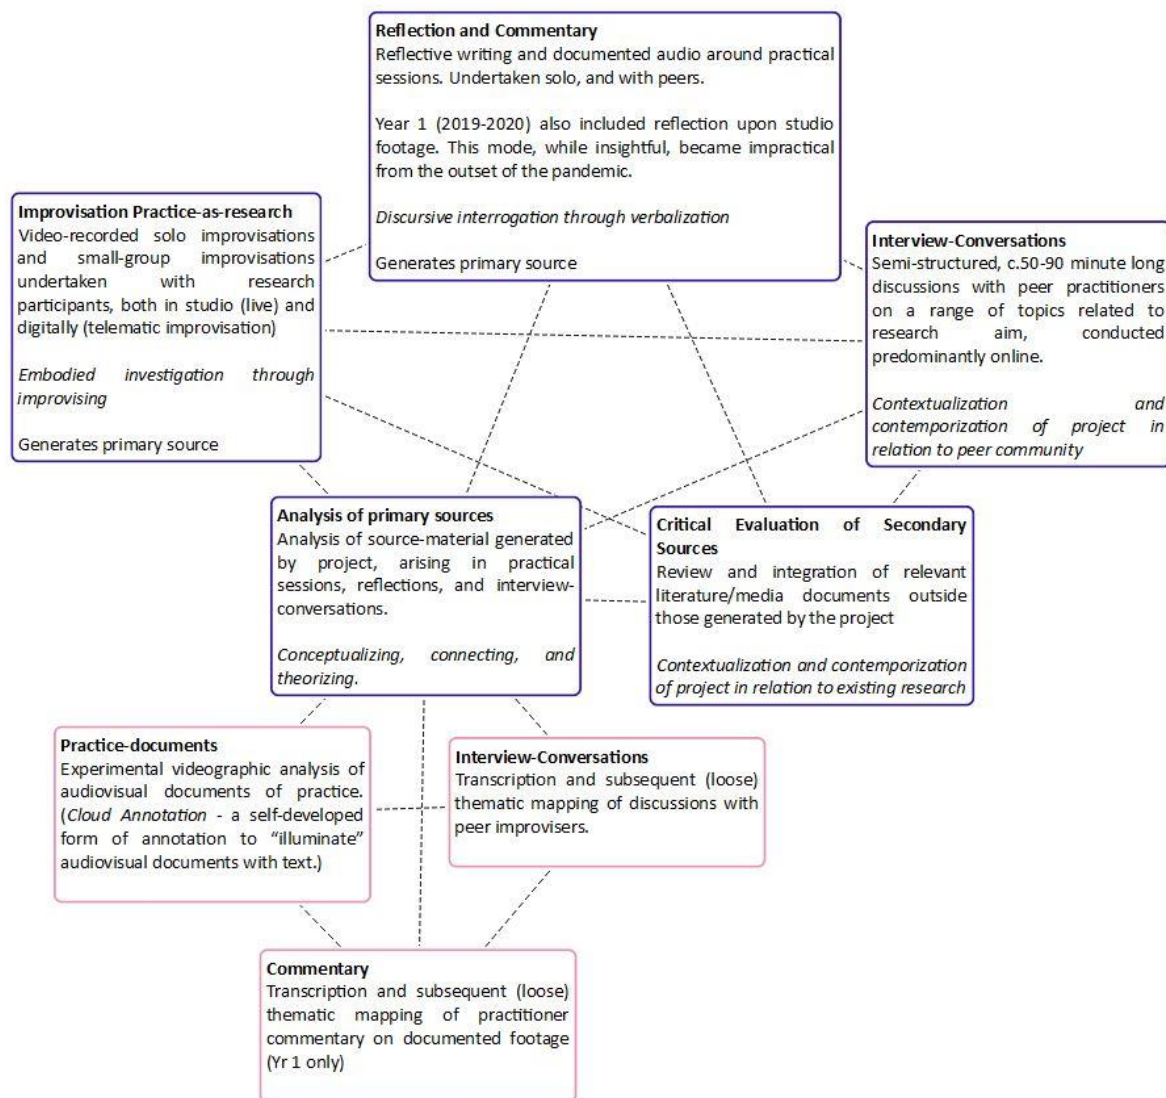 Reflection and Commentary
Reflective writing and documented audio around practical
sessions. Undertaken solo, and with peers.
Year 1 (2019-2020) also included reflection upon studio
footage. This mode, while insightful, became impractical
from the outset of the pandemic.
Discursive interrogation through verbalization
Generates primary source
Improvisation Practice-as-research
Video-recorded solo improvisations
and small-group improvisations
undertaken with research
participants, both in studio (live) and
digitally (telematic improvisation)
Embodied investigation through
improvising
Generates primary source
Interview-Conversations
Semi-structured, c.50-90 minute long
discussions with peer practitioners
on a range of topics related to
research aim, conducted
predominantly online.
Contextualization and
contemporization of project in
relation to peer community
Analysis of primary sources
Analysis of source-material generated
by project, arising in practical
sessions, reflections, and interview-
conversations.
Conceptualizing, connecting, and
theorizing.
Critical Evaluation of Secondary
Sources
Review and integration of relevant
literature/media documents outside
those generated by the project
Contextualization and contemporization
of project in relation to existing research
Practice-documents
Experimental videographic analysis of
audiovisual documents of practice.
(Cloud Annotation - a self-developed
form of annotation to “illuminate”
audiovisual documents with text.)
Interview-Conversations
Transcription and subsequent (loose)
thematic mapping of discussions with
peer improvisers.
Commentary
Transcription and subsequent (loose)
thematic mapping of practitioner
commentary on documented footage
(Yr 1 only)